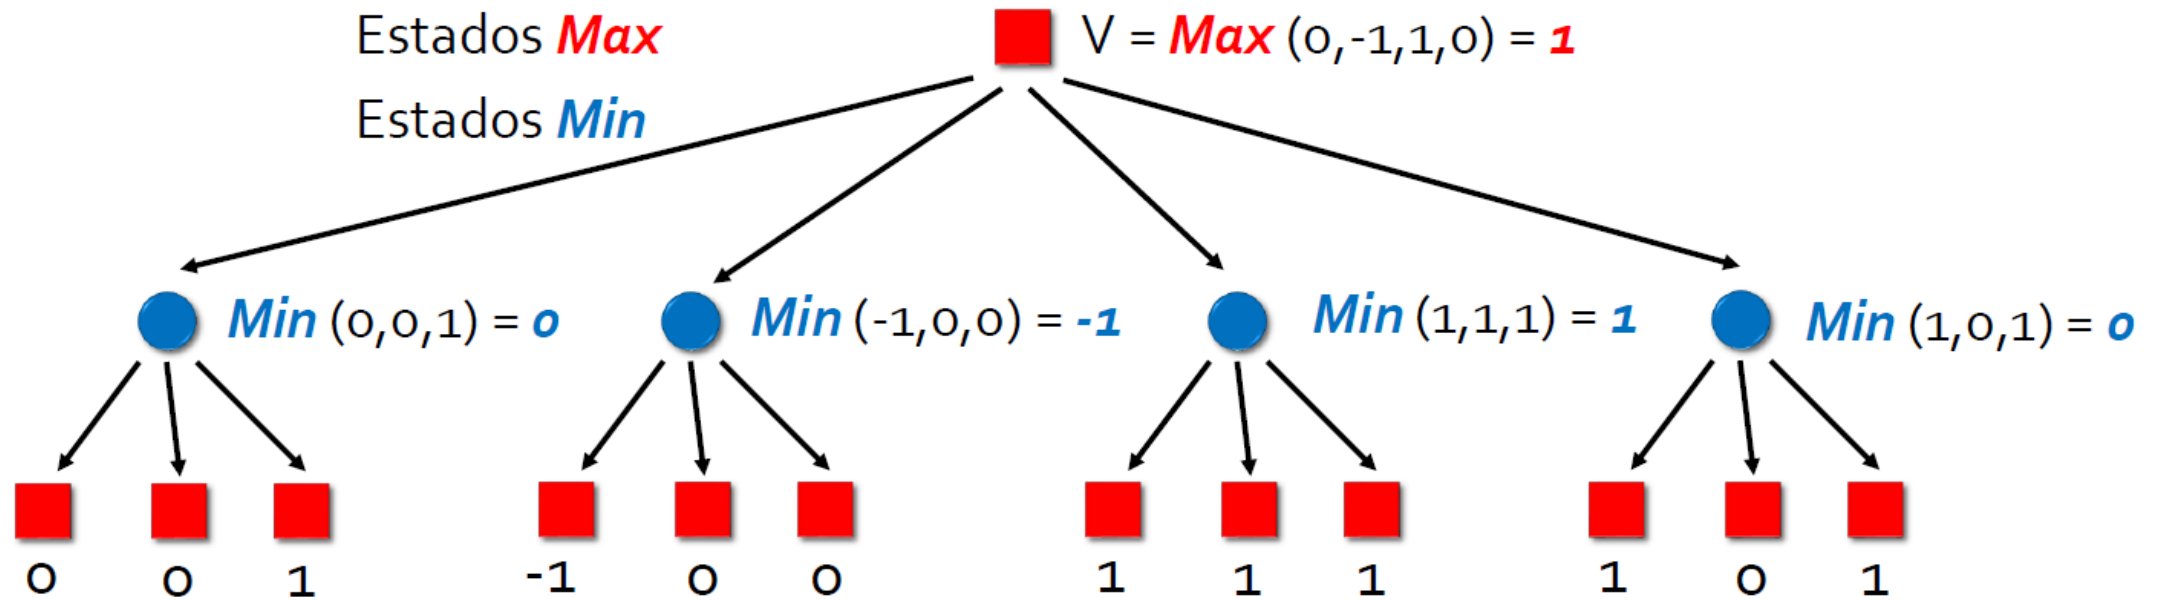 Estados Max
V = Max (0,-1,1,0) = 1
Estados Min
Min (0,0,1) = 0
Min (-1,0,0) = -1
Min (1,1,1) = 1
Min (1,0,1) = 0
0 0 1 -1 0 0 1 1 1 1 0 1